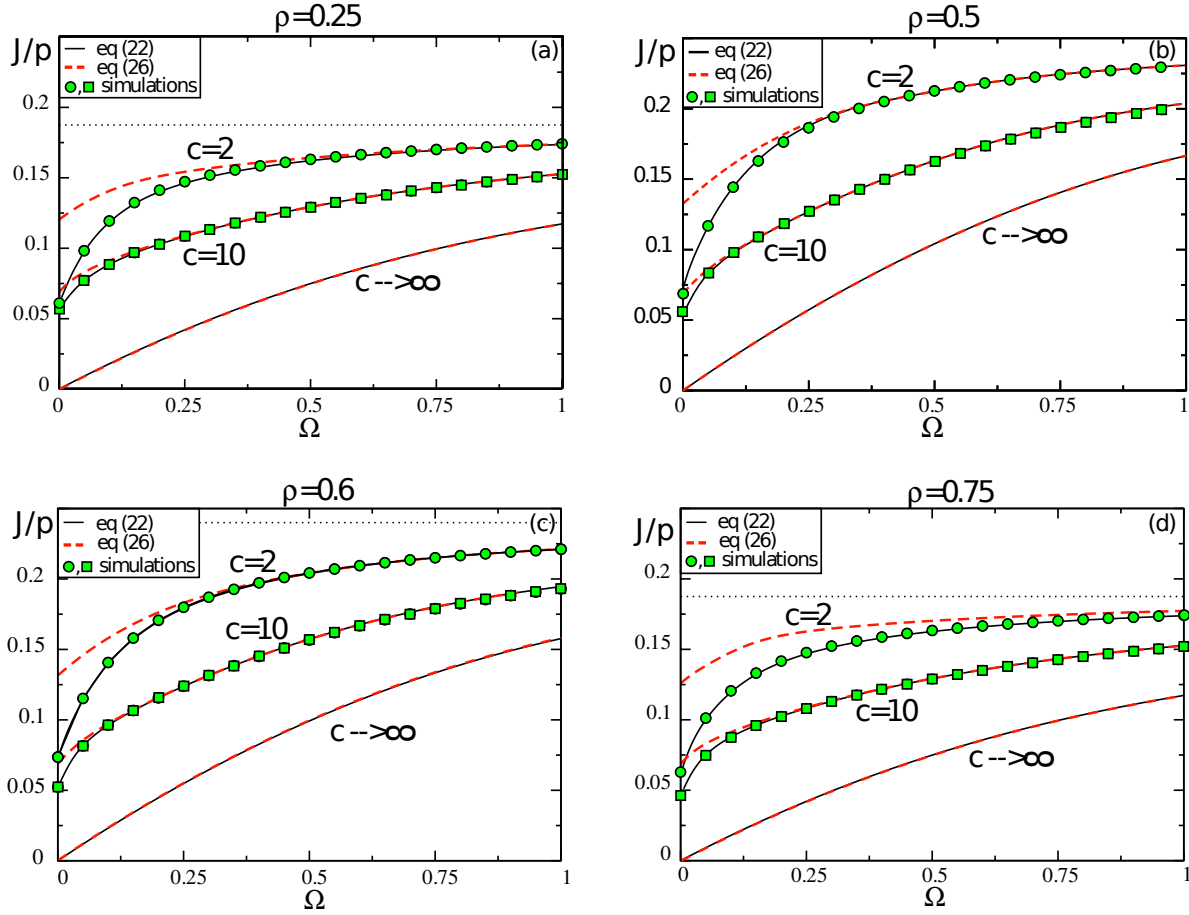 ρ=0.25
J/p
(a)
eq (22)
eq (26)
, simulations
0.2
c=2
0.15
0.1
c=10
c-->∞
0.05
0
0 0.25 0.5 0.75 1
Ω
ρ=0.5
J/p
(b)
eq (22)
eq (26)
, simulations
c=2
0.2
0.15
c=10
0.1
c-->∞
0.05
0
0 0.25 0.5 0.75 1
Ω
ρ=0.6
J/p
(c)
eq (22)
eq (26)
, simulations
c=2
0.2
0.15
c=10
0.1
c-->∞
0.05
0
0 0.25 0.5 0.75 1
Ω
ρ=0.75
J/p
(d)
eq (22)
eq (26)
, simulations
0.2
c=2
0.15
c=10
0.1
c-->∞
0.05
0
0 0.25 0.5 0.75 1
Ω